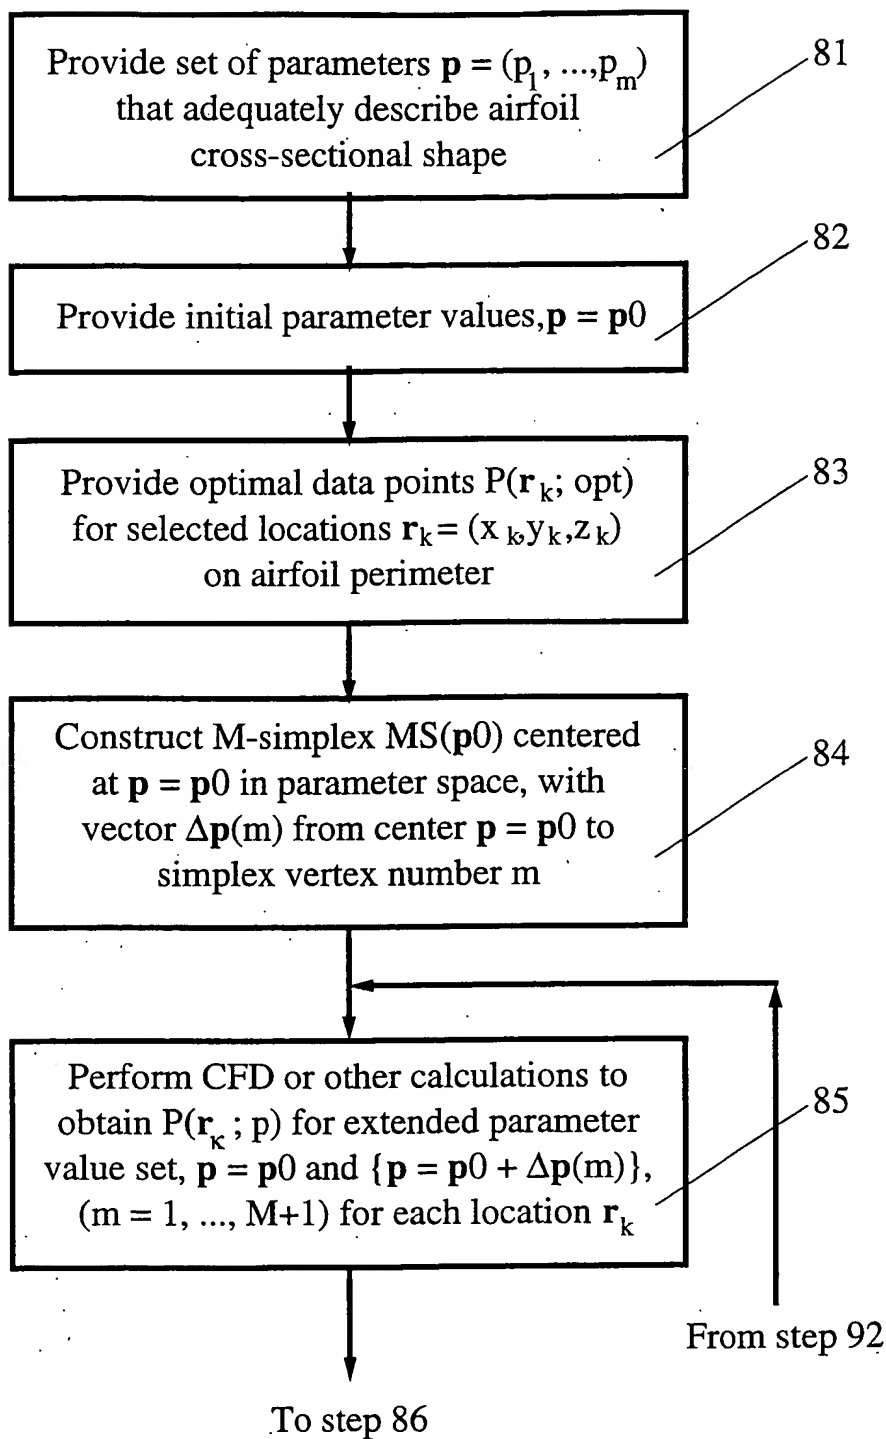 Provide set of parameters p = (p₁, ...,pₘ)
that adequately describe airfoil
cross-sectional shape
81
Provide initial parameter values,p = p0
82
Provide optimal data points P(r k; opt)
for selected locations rk= (x k,yk,zk)
on airfoil perimeter
83
Construct M-simplex MS(p0) centered
at p = p0 in parameter space, with
vector Δp(m) from center p = p0 to
simplex vertex number m
84
Perform CFD or other calculations to
obtain P(rκ ; p) for extended parameter
value set, p = p0 and {p = p0 + Δp(m)},
(m = 1, ..., M+1) for each location rk
85
From step 92
To step 86